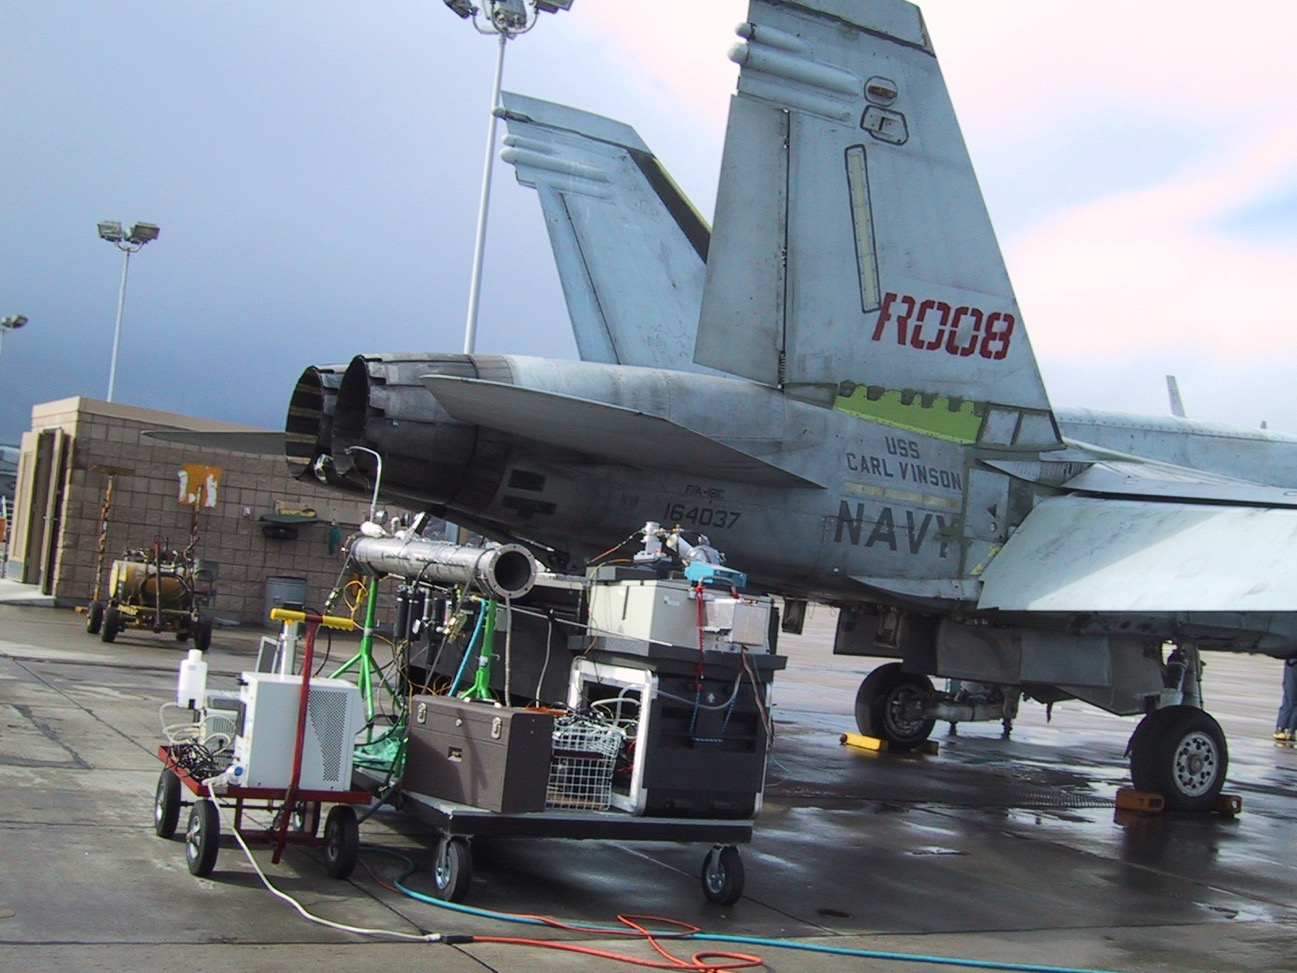 R008
USS
CARL VINSON
F/A-18C
164037
NAVY